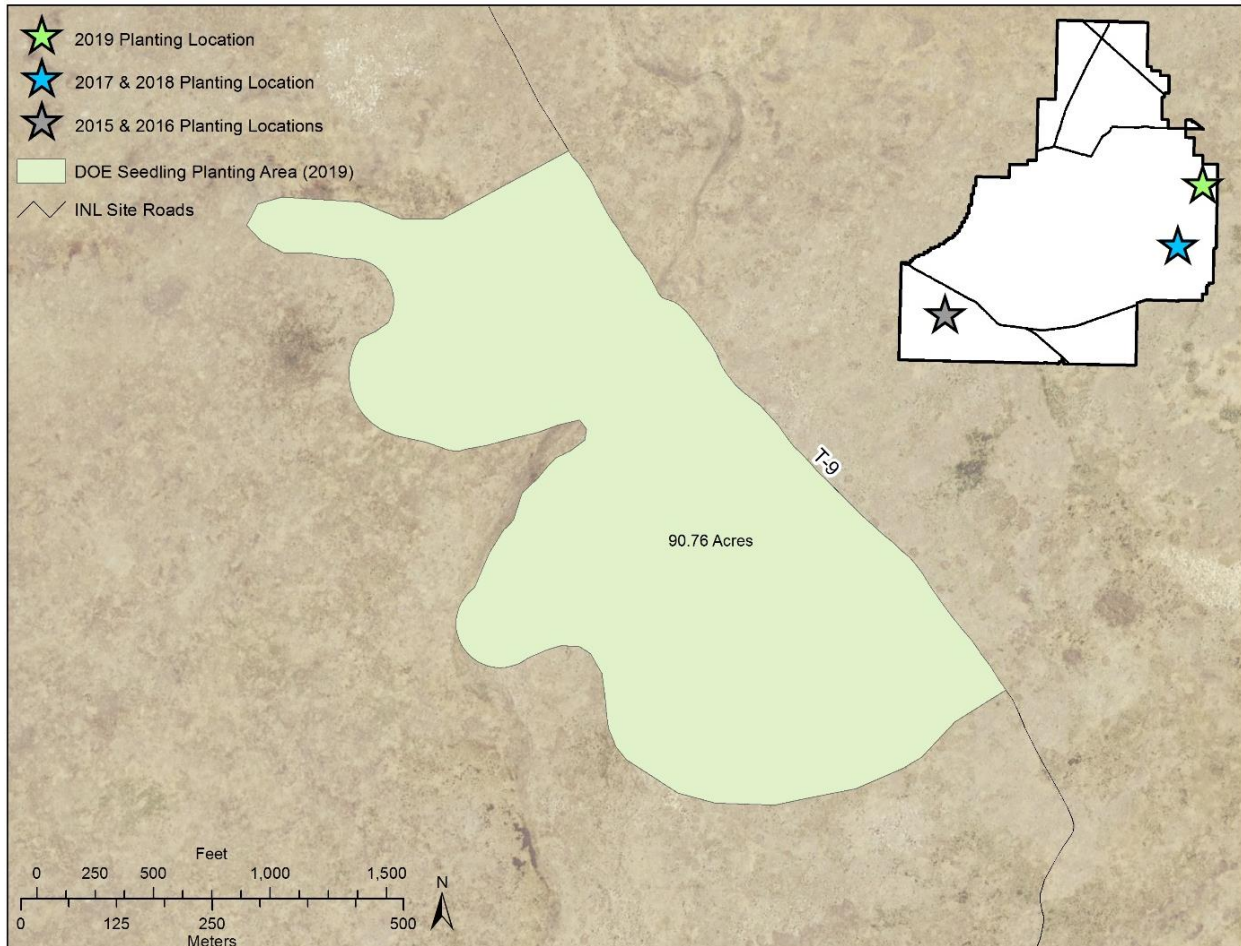 2019 Planting Location
2017 & 2018 Planting Location
2015 & 2016 Planting Locations
DOE Seedling Planting Area (2019)
INL Site Roads
T-9
90.76 Acres
Feet
0 250 500 1,000 1,500
0 125 250 500
Meters
N